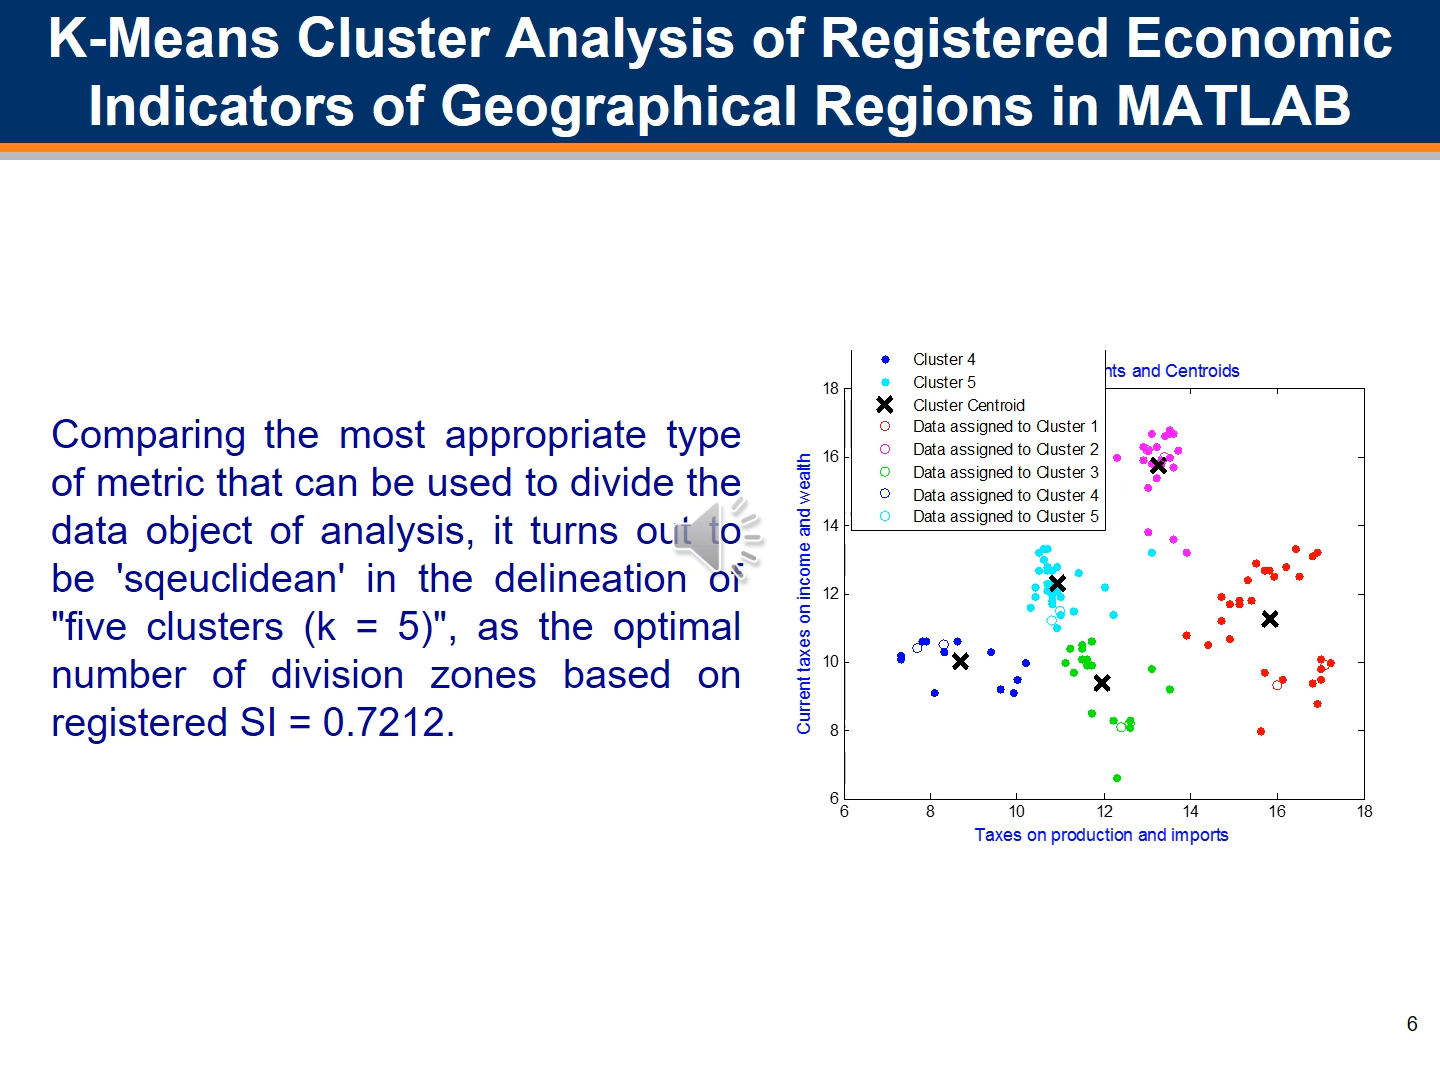 K-Means Cluster Analysis of Registered Economic
Indicators of Geographical Regions in MATLAB
Comparing the most appropriate type
of metric that can be used to divide the
data object of analysis, it turns out to
be 'sqeuclidean' in the delineation of
"five clusters (k = 5)", as the optimal
number of division zones based on
registered SI = 0.7212.
nts and Centroids
Cluster 4
Cluster 5
Cluster Centroid
Data assigned to Cluster 1
Data assigned to Cluster 2
Data assigned to Cluster 3
Data assigned to Cluster 4
Data assigned to Cluster 5
Current taxes on income and wealth
18
16
14
12
10
8
6
6 8 10 12 14 16 18
Taxes on production and imports
6